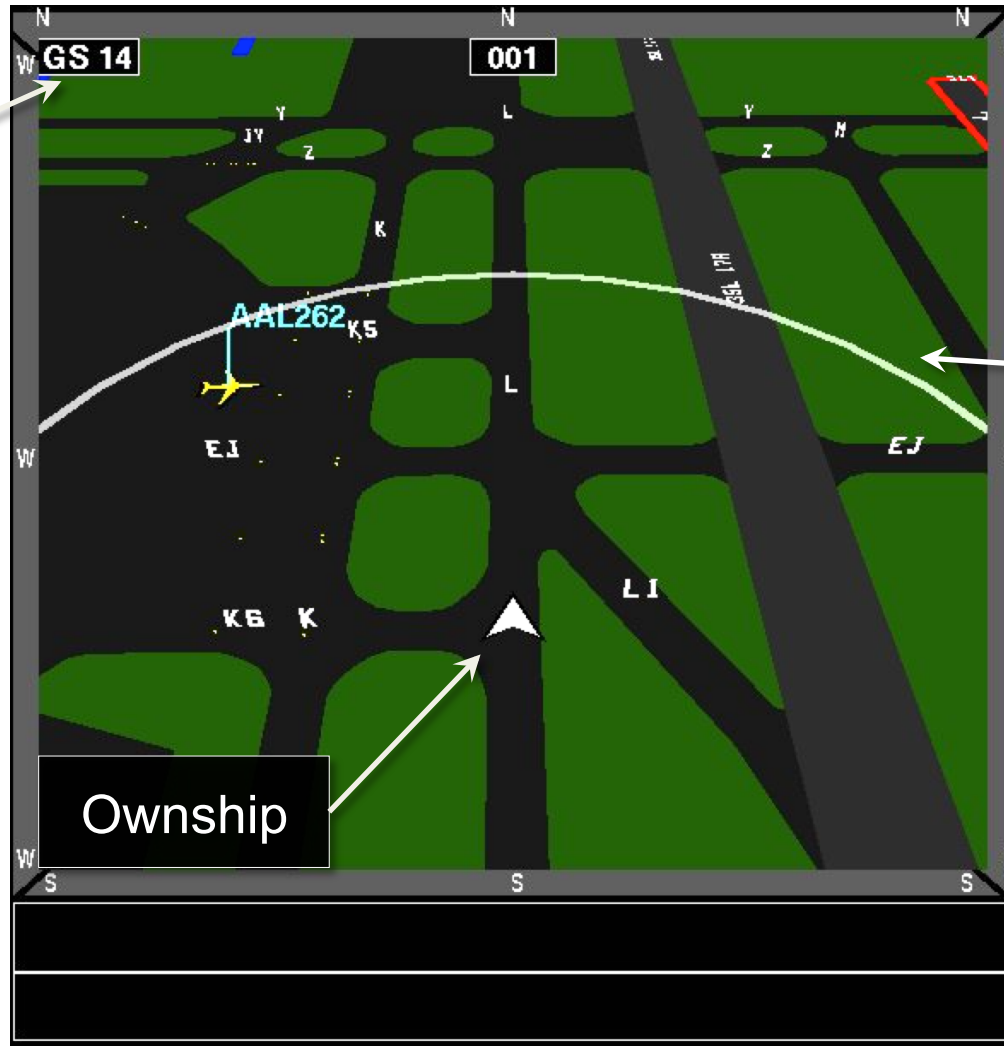 N N N
W GS 14 001
Y L Y
JY Z Z M
K
AAL262 K5
L
W EJ EJ
LI
K6 K
Ownship
W
S S S